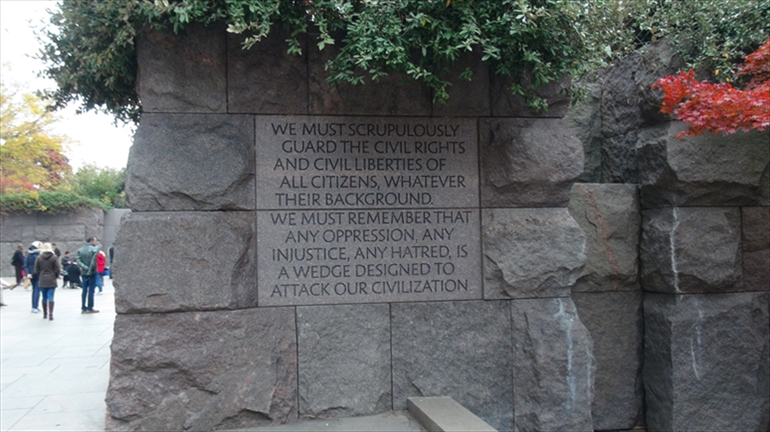 WE MUST SCRUPULOUSLY
GUARD THE CIVIL RIGHTS
AND CIVIL LIBERTIES OF
ALL CITIZENS, WHATEVER
THEIR BACKGROUND.
WE MUST REMEMBER THAT
ANY OPPRESSION, ANY
INJUSTICE, ANY HATRED, IS
A WEDGE DESIGNED TO
ATTACK OUR CIVILIZATION